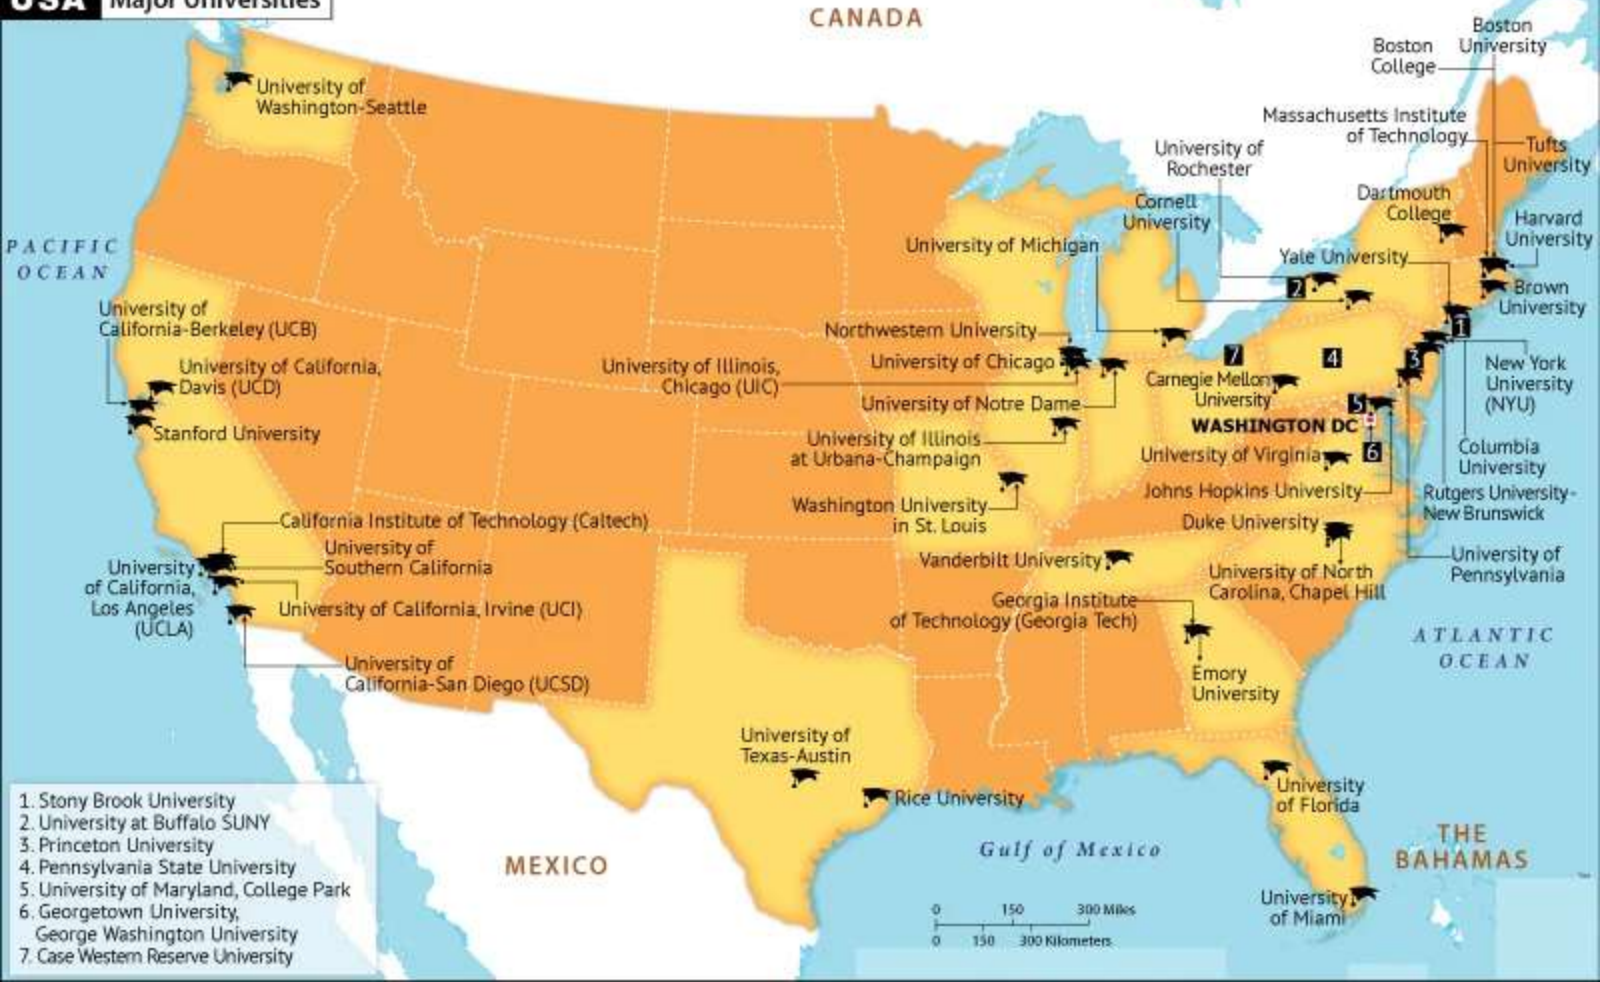 USA Major Universities
CANADA
Boston
University
Boston
College
Massachusetts Institute
of Technology
Tufts
University
University of
Rochester
Dartmouth
College
Cornell
University
Harvard
University
University of
Washington-Seattle
PACIFIC
OCEAN
University of Michigan
Yale University
Brown
University
2
1
University of
California-Berkeley (UCB)
Northwestern University
University of Chicago
7
4
3
University of California,
Davis (UCD)
University of Illinois,
Chicago (UIC)
New York
University
(NYU)
Carnegie Mellon
University
University of Notre Dame
5
Stanford University
WASHINGTON DC
University of Illinois
at Urbana-Champaign
University of Virginia
6
Columbia
University
Johns Hopkins University
Rutgers University-
New Brunswick
Washington University
in St. Louis
California Institute of Technology (Caltech)
Duke University
University of
Southern California
Vanderbilt University
University of
Pennsylvania
University
of California,
Los Angeles
(UCLA)
University of North
Carolina, Chapel Hill
University of California, Irvine (UCI)
Georgia Institute
of Technology (Georgia Tech)
ATLANTIC
OCEAN
University of
California-San Diego (UCSD)
Emory
University
University of
Texas-Austin
University
of Florida
Rice University
1. Stony Brook University
2. University at Buffalo SUNY
3. Princeton University
4. Pennsylvania State University
5. University of Maryland, College Park
6. Georgetown University,
George Washington University
7. Case Western Reserve University
MEXICO
Gulf of Mexico
THE
BAHAMAS
University
of Miami
0 150 300 Miles
0 150 300 Kilometers